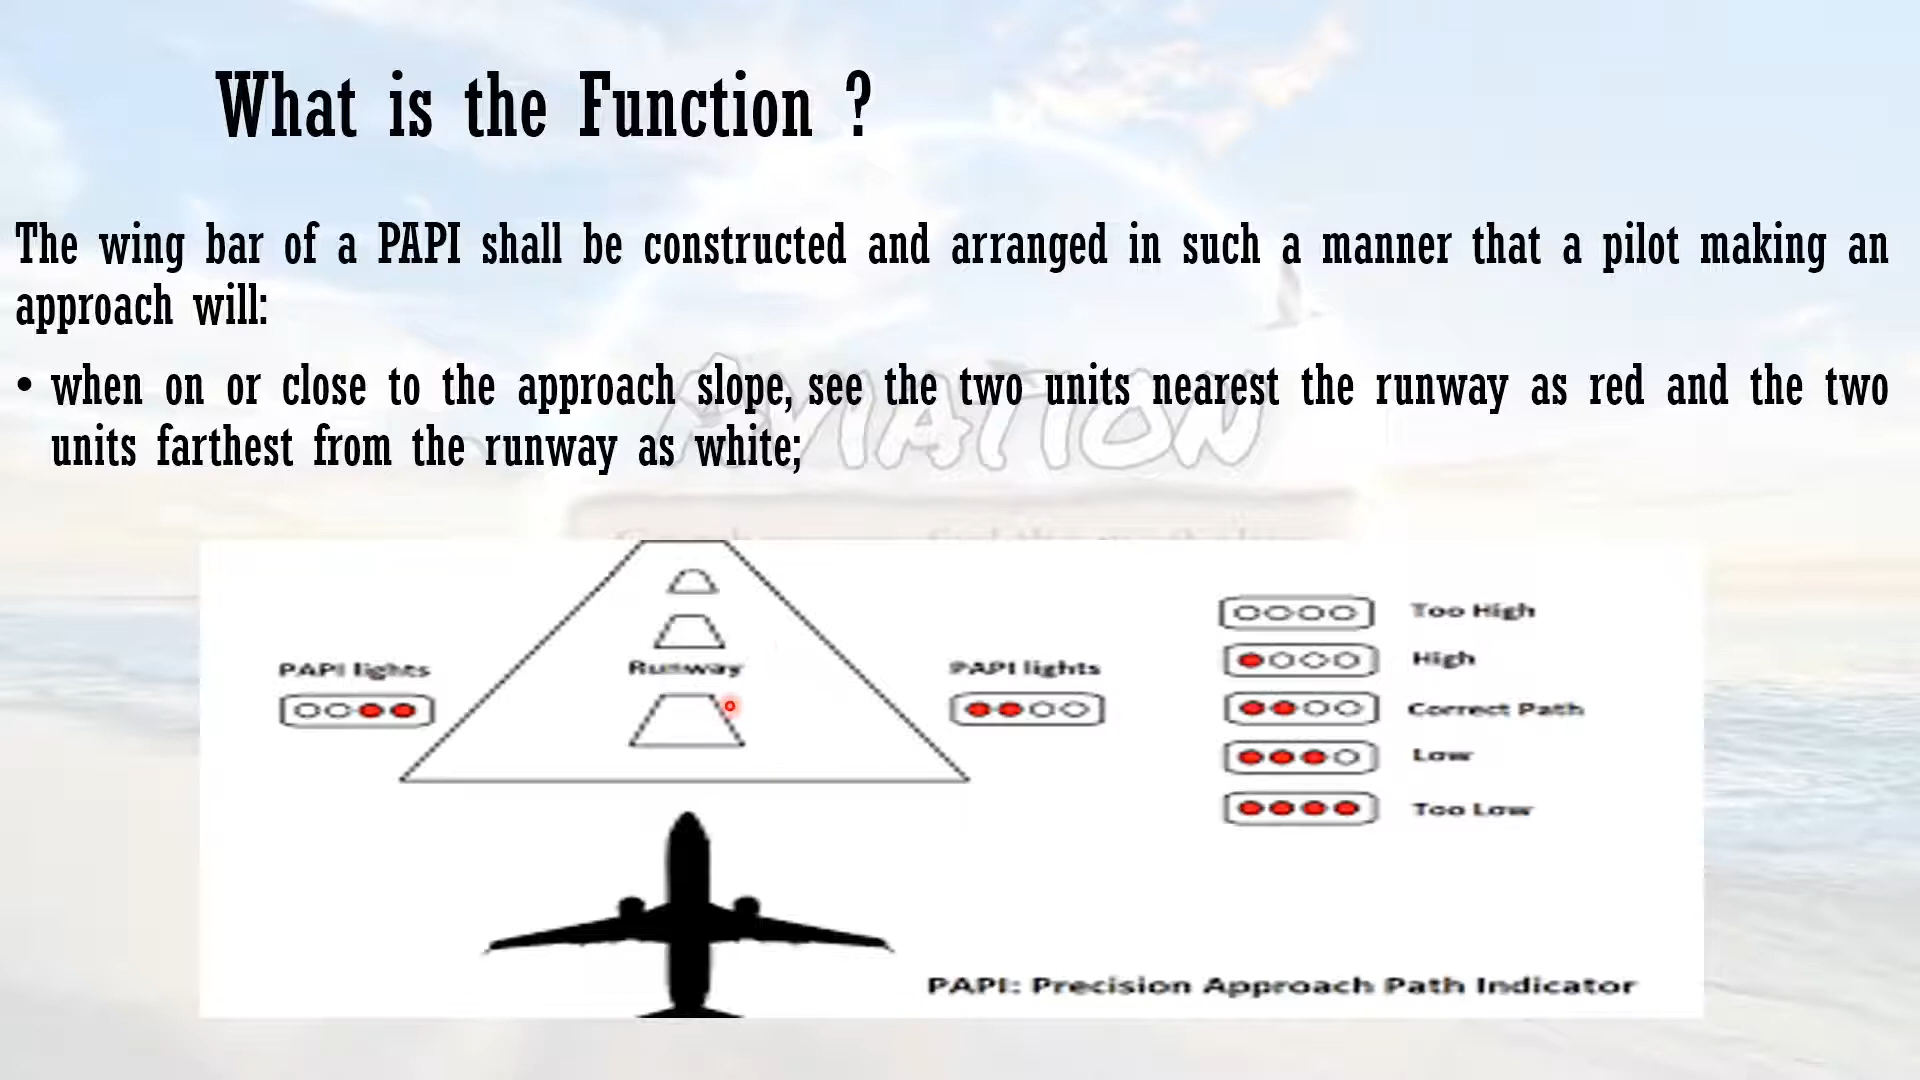 What is the Function ?
The wing bar of a PAPI shall be constructed and arranged in such a manner that a pilot making an
approach will:
• when on or close to the approach slope, see the two units nearest the runway as red and the two
units farthest from the runway as white;
AVIATION
PAPI lights
Runway
PAPI lights
Too High
High
Correct Path
Low
Too Low
PAPI: Precision Approach Path Indicator